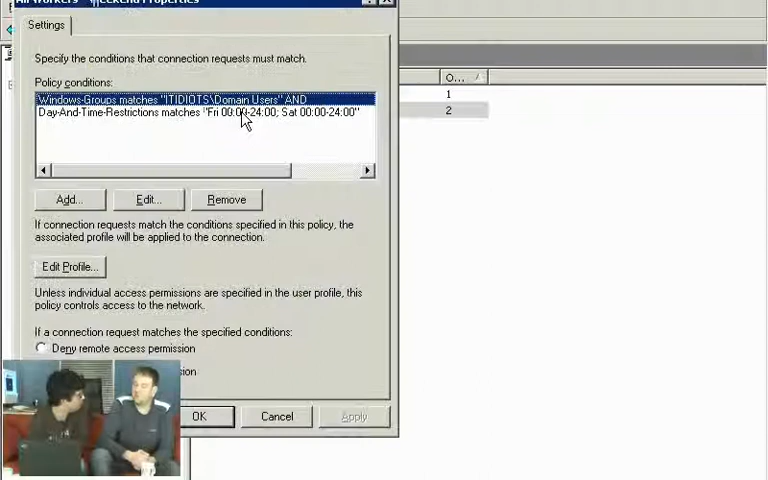 Settings
Specify the conditions that connection requests must match.
Policy conditions:
Windows-Groups matches "ITIDIOTS\Domain Users" AND
Day-And-Time-Restrictions matches "Fri 00:00-24:00; Sat 00:00-24:00"
Add... Edit... Remove
If connection requests match the conditions specified in this policy, the
associated profile will be applied to the connection.
Edit Profile...
Unless individual access permissions are specified in the user profile, this
policy controls access to the network.
If a connection request matches the specified conditions:
Deny remote access permission
OK Cancel Apply
O...
1
2